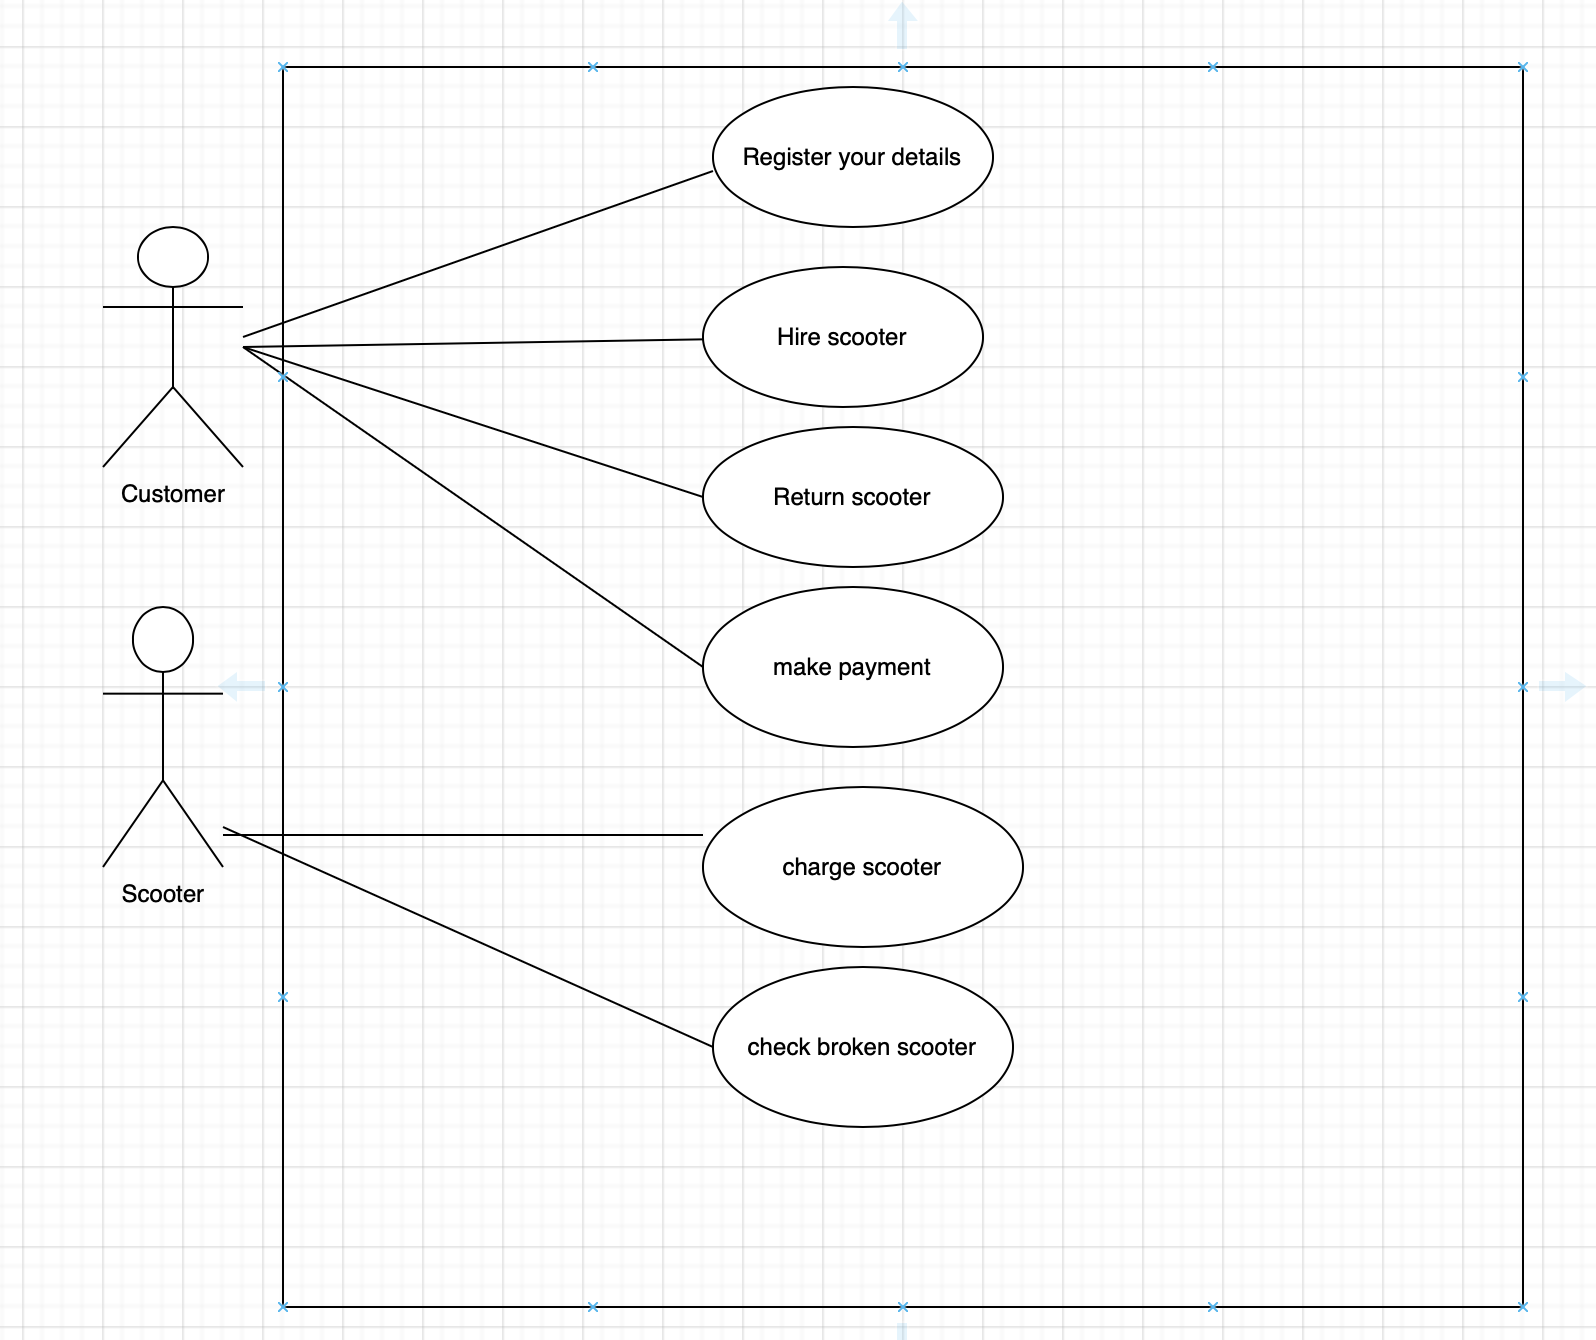 Register your details
Hire scooter
Customer
Return scooter
make payment
charge scooter
Scooter
check broken scooter